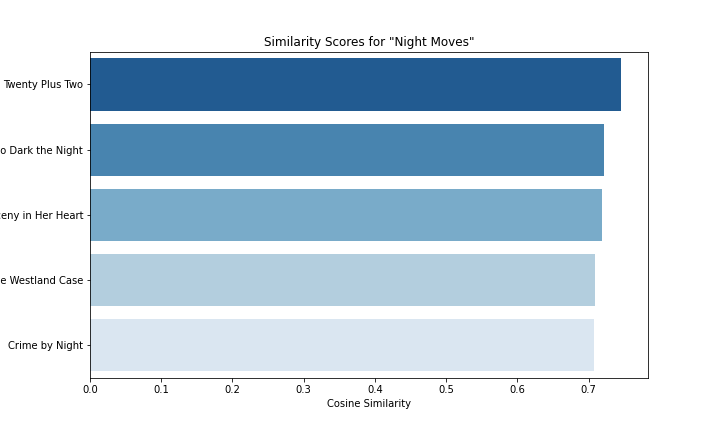 Similarity Scores for "Night Moves"
Twenty Plus Two
o Dark the Night
eny in Her Heart
e Westland Case
Crime by Night
0.0 0.1 0.2 0.3 0.4 0.5 0.6 0.7
Cosine Similarity